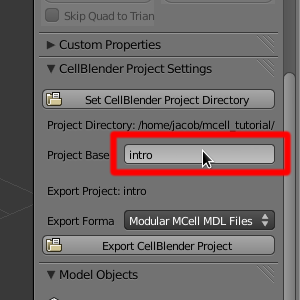 Skip Quad to Trian
Custom Properties
CellBlender Project Settings
Set CellBlender Project Directory
Project Directory: /home/jacob/mcell_tutorial/
Project Base
intro
Export Project: intro
Export Forma
Modular MCell MDL Files
Export CellBlender Project
Model Objects